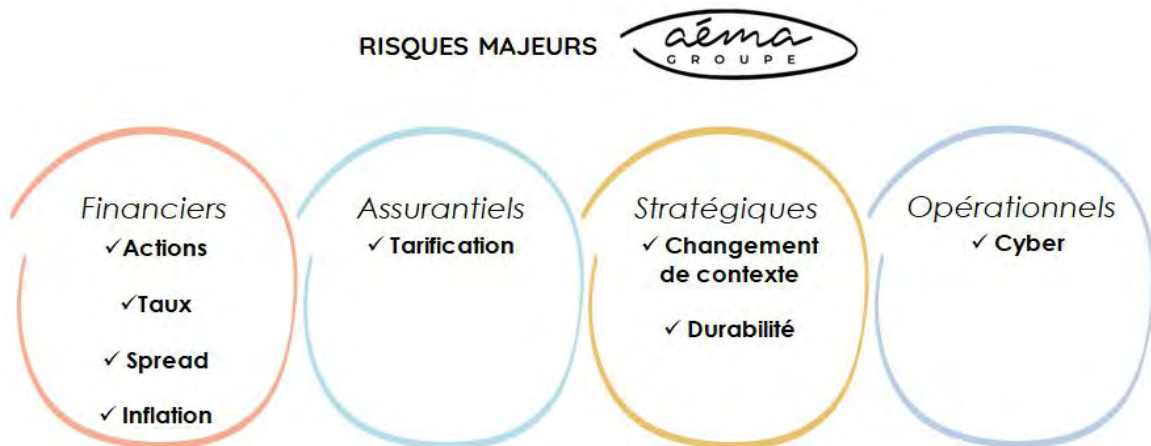 RISQUES MAJEURS
aéma
GROUPE
Financiers
✓Actions
✓Taux
✓ Spread
✓ Inflation
Assurantiels
✓ Tarification
Stratégiques
✓ Changement
de contexte
✓ Durabilité
Opérationnels
✓ Cyber